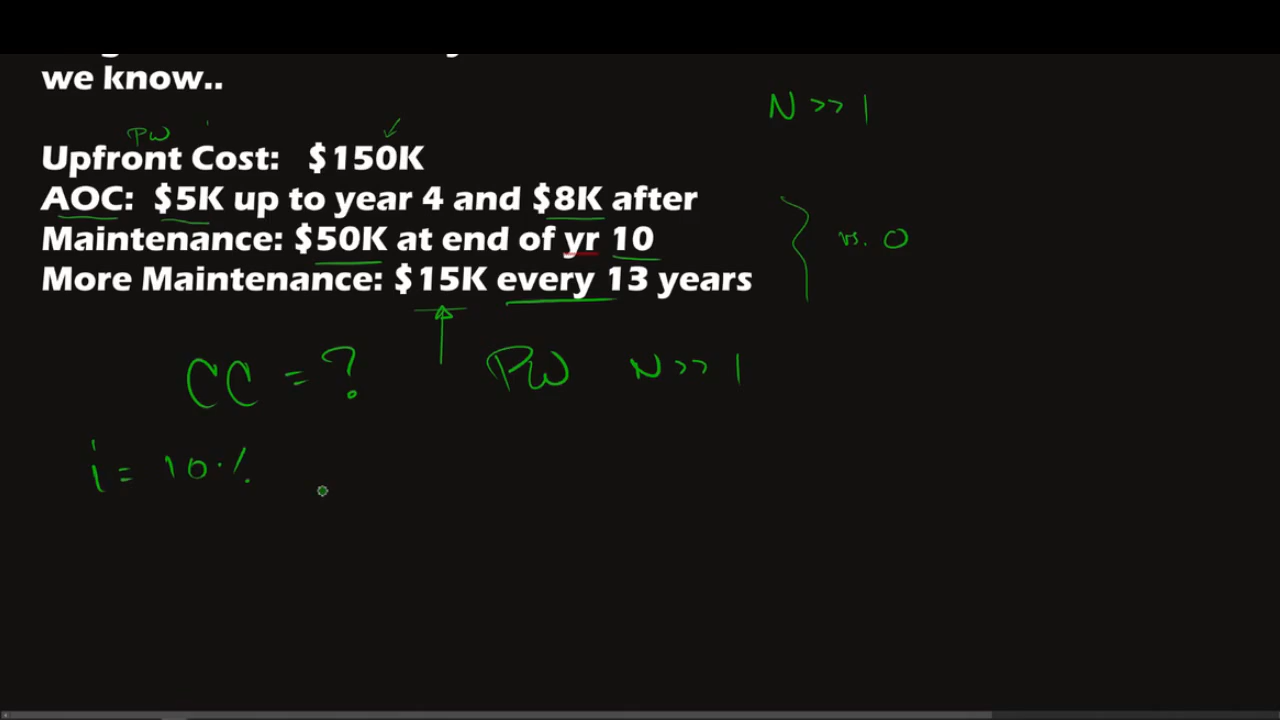 we know..
N >> 1
PW
Upfront Cost: $150K
AOC: $5K up to year 4 and $8K after
Maintenance: $50K at end of yr 10
vs. 0
More Maintenance: $15K every 13 years
CC = ? PW N >> 1
i = 10%